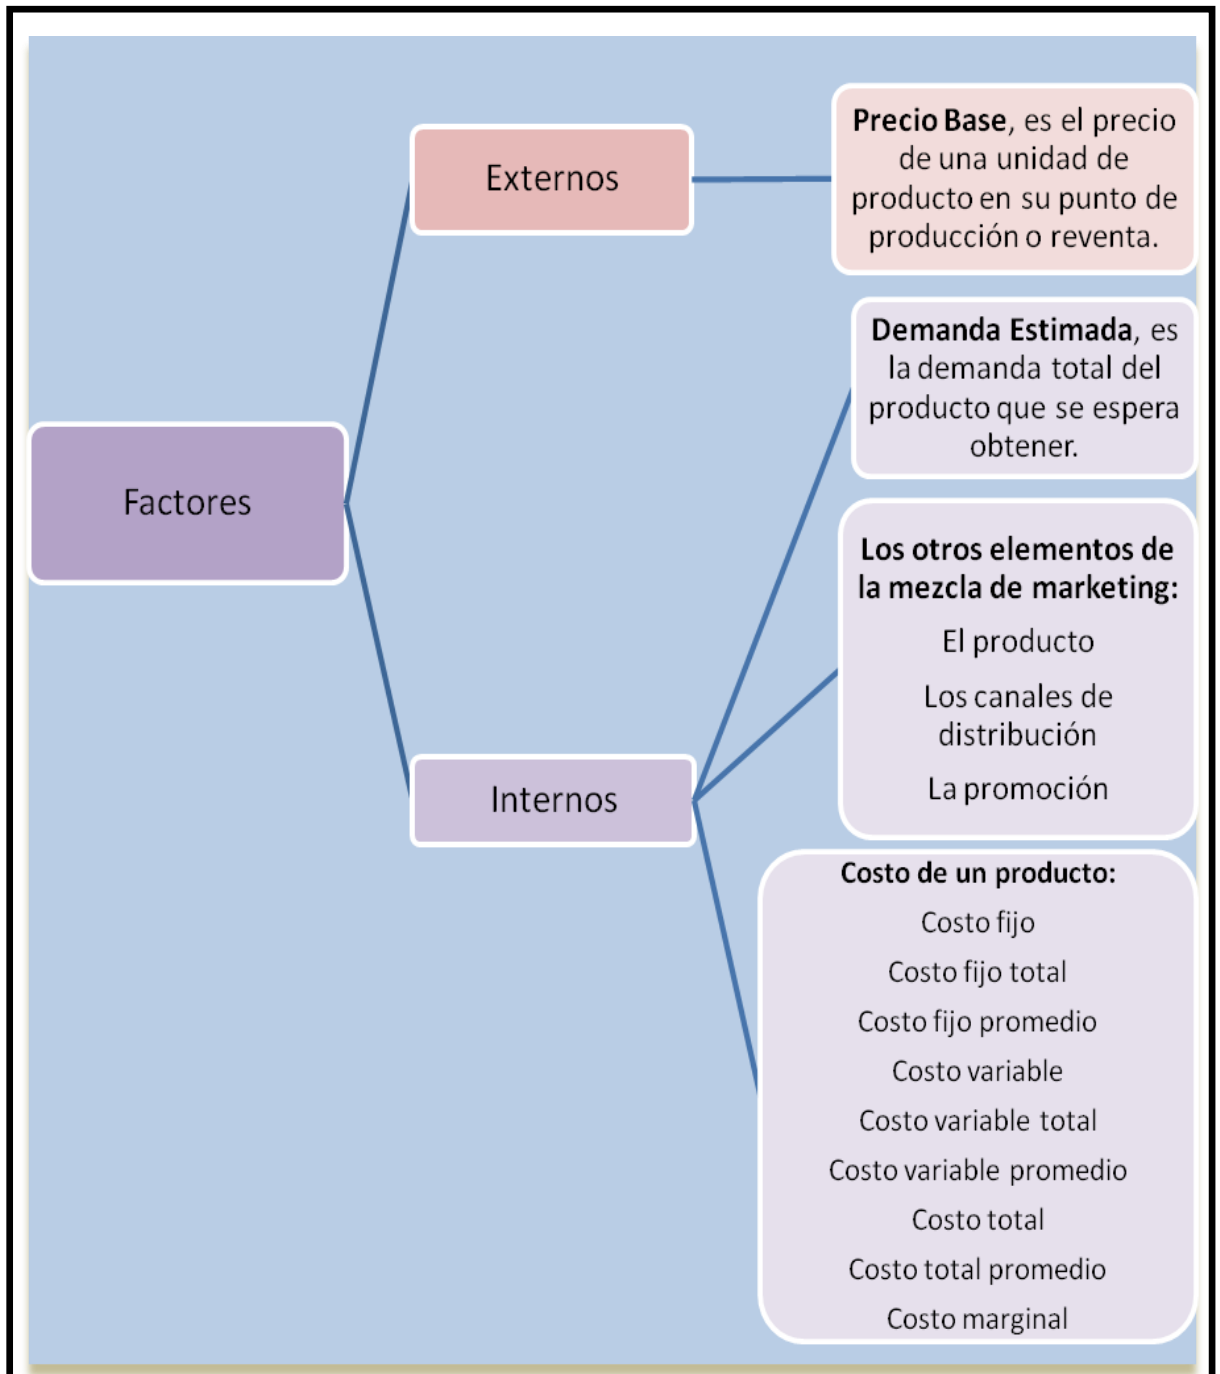 Factores
Externos
Precio Base, es el precio
de una unidad de
producto en su punto de
producción o reventa.
Internos
Demanda Estimada, es
la demanda total del
producto que se espera
obtener.
Los otros elementos de
la mezcla de marketing:
El producto
Los canales de
distribución
La promoción
Costo de un producto:
Costo fijo
Costo fijo total
Costo fijo promedio
Costo variable
Costo variable total
Costo variable promedio
Costo total
Costo total promedio
Costo marginal